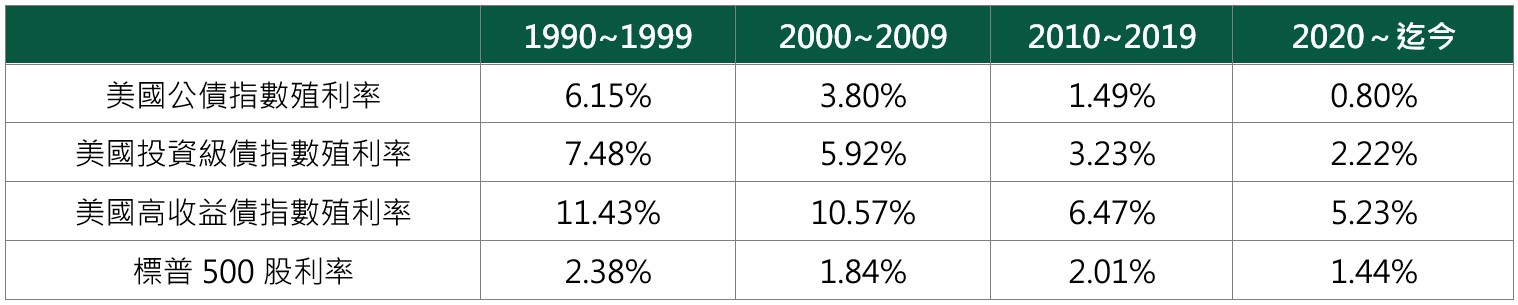 1990~1999 2000~2009 2010~2019 2020～迄今
美國公債指數殖利率 6.15% 3.80% 1.49% 0.80%
美國投資級債指數殖利率 7.48% 5.92% 3.23% 2.22%
美國高收益債指數殖利率 11.43% 10.57% 6.47% 5.23%
標普 500 股利率 2.38% 1.84% 2.01% 1.44%